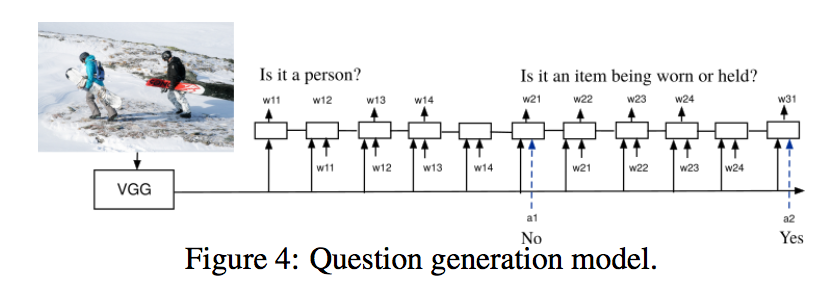 Is it a person? Is it an item being worn or held?
w11 w12 w13 w14 w21 w22 w23 w24 w31
w11 w12 w13 w14 w21 w22 w23 w24
VGG
a1 a2
No Yes
Figure 4: Question generation model.